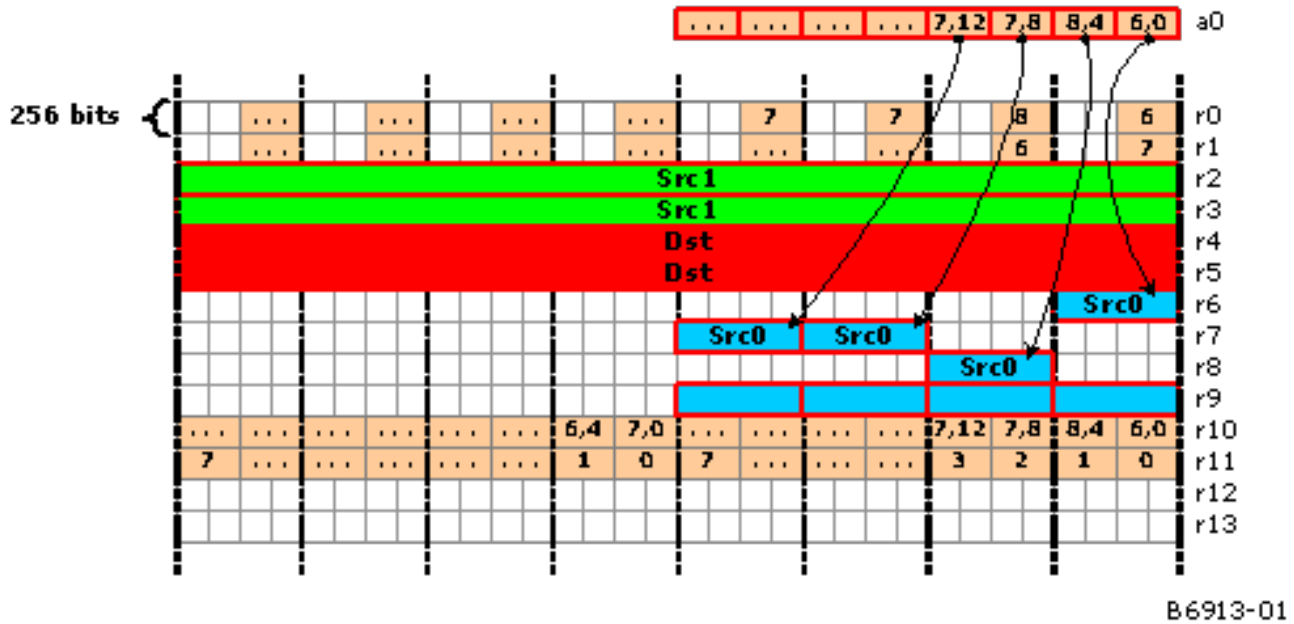 ... ... ... ... 7,12 7,8 8,4 6,0 a0
256 bits { ... ... ... ... 7 7 8 6 r0
... ... ... ... ... ... 6 7 r1
Src1 r2
Src1 r3
Dst r4
Dst r5
Src0 r6
Src0 Src0 r7
Src0 r8
r9
... ... ... ... ... ... 6,4 7,0 ... ... ... ... 7,12 7,8 8,4 6,0 r10
7 ... ... ... ... ... 1 0 7 ... ... ... 3 2 1 0 r11
r12
r13
B6913-01